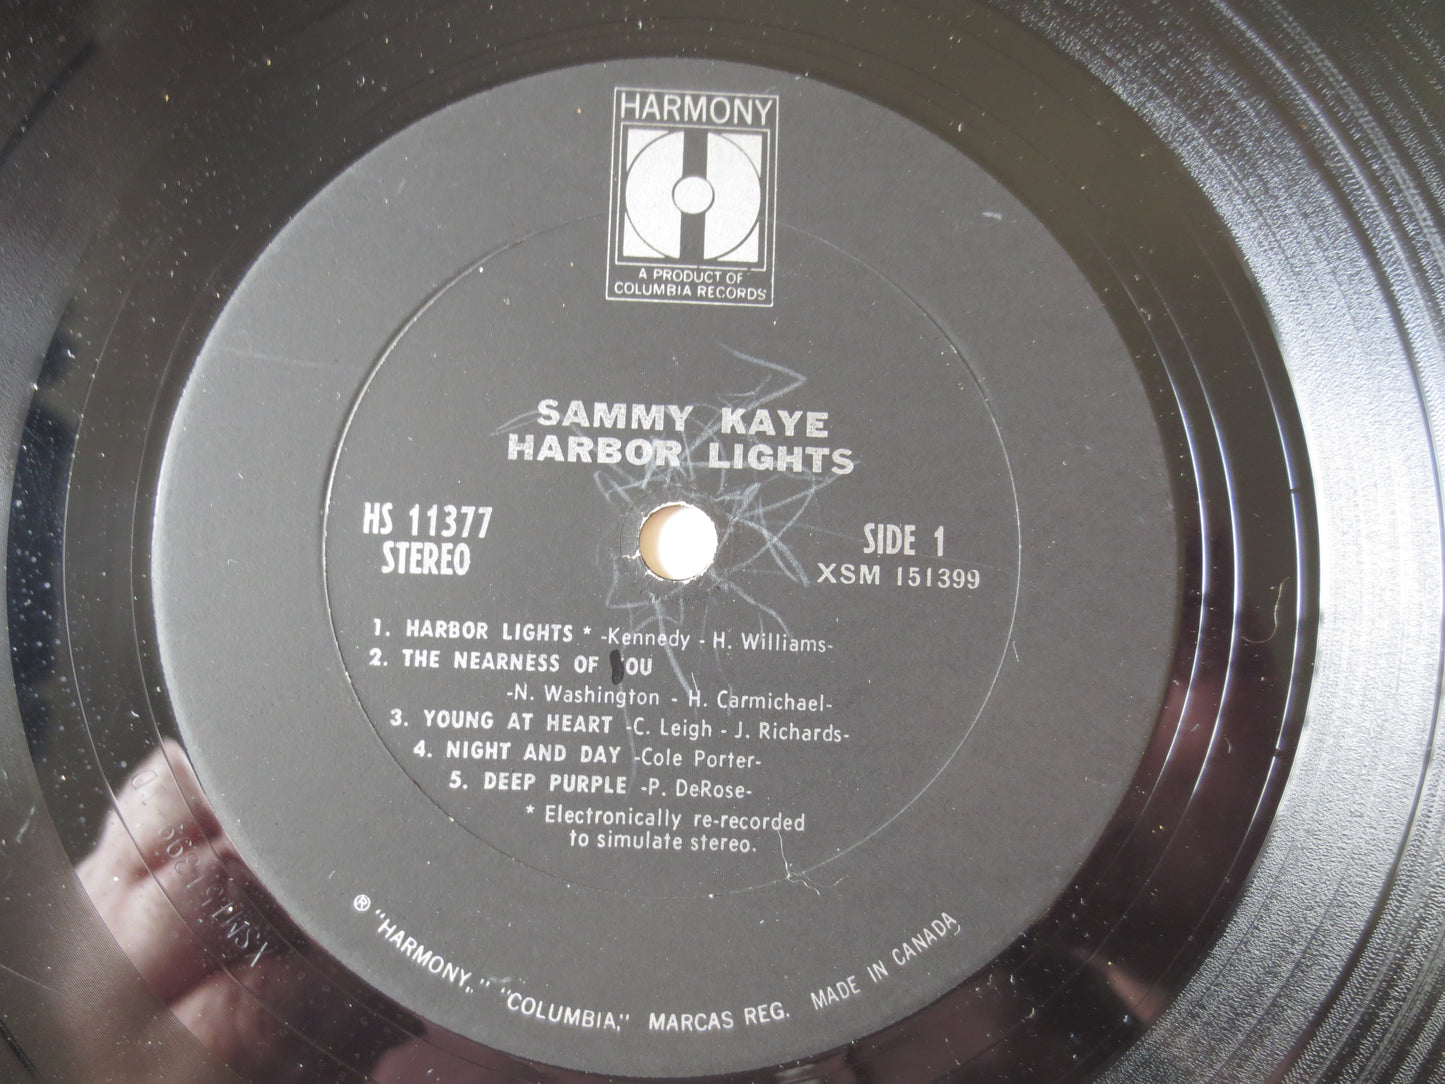 HARMONY
A PRODUCT OF
COLUMBIA RECORDS
SAMMY KAYE
HARBOR LIGHTS
HS 11377
STEREO
SIDE 1
XSM 151399
1. HARBOR LIGHTS * -Kennedy - H. Williams-
2. THE NEARNESS OF OU
-N. Washington - H. Carmichael-
3. YOUNG AT HEART -C. Leigh - J. Richards-
4. NIGHT AND DAY -Cole Porter-
5. DEEP PURPLE -P. DeRose-
* Electronically re-recorded
to simulate stereo.
® "HARMONY," "COLUMBIA," MARCAS REG. MADE IN CANADA